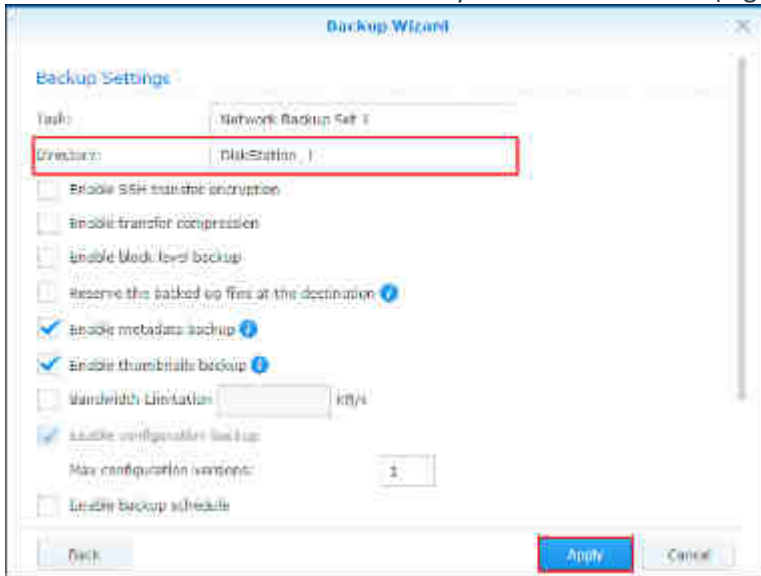 Backup Wizard
Backup Settings
Task: Network Backup Set 1
Directory: DiskStation_1
Enable SSH transfer encryption
Enable transfer compression
Enable block level backup
Reserve the backed up files at the destination
Enable metadata backup
Enable thumbnails backup
Bandwidth Limitation KB/s
Enable configuration backup
Max configuration versions: 1
Enable backup schedule
Back Apply Cancel